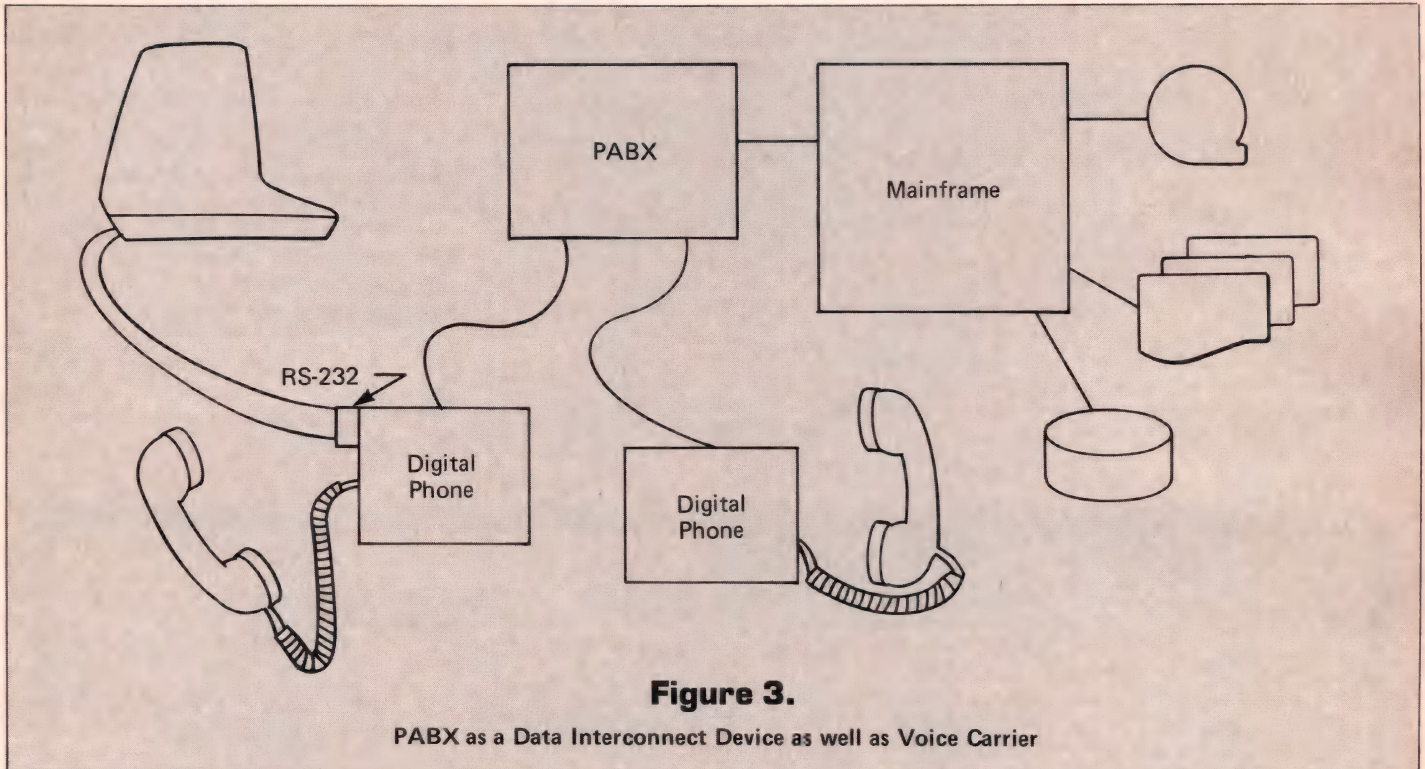 PABX
Mainframe
RS-232
Digital
Phone
Digital
Phone
Figure 3.
PABX as a Data Interconnect Device as well as Voice Carrier